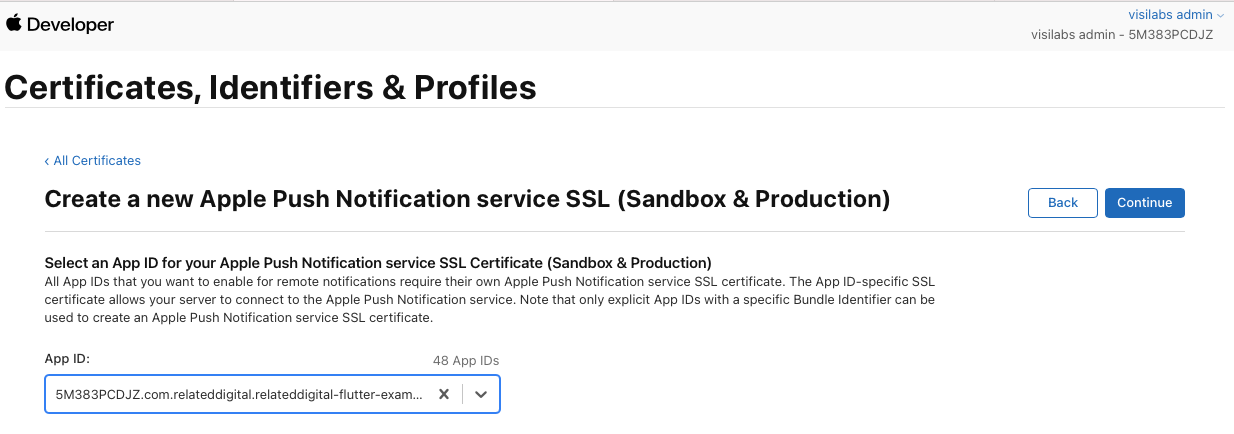 Developer
visilabs admin
visilabs admin - 5M383PCDJZ
Certificates, Identifiers & Profiles
‹ All Certificates
Create a new Apple Push Notification service SSL (Sandbox & Production)
Back
Continue
Select an App ID for your Apple Push Notification service SSL Certificate (Sandbox & Production)
All App IDs that you want to enable for remote notifications require their own Apple Push Notification service SSL certificate. The App ID-specific SSL
certificate allows your server to connect to the Apple Push Notification service. Note that only explicit App IDs with a specific Bundle Identifier can be
used to create an Apple Push Notification service SSL certificate.
App ID:
48 App IDs
5M383PCDJZ.com.relateddigital.relateddigital-flutter-exam...